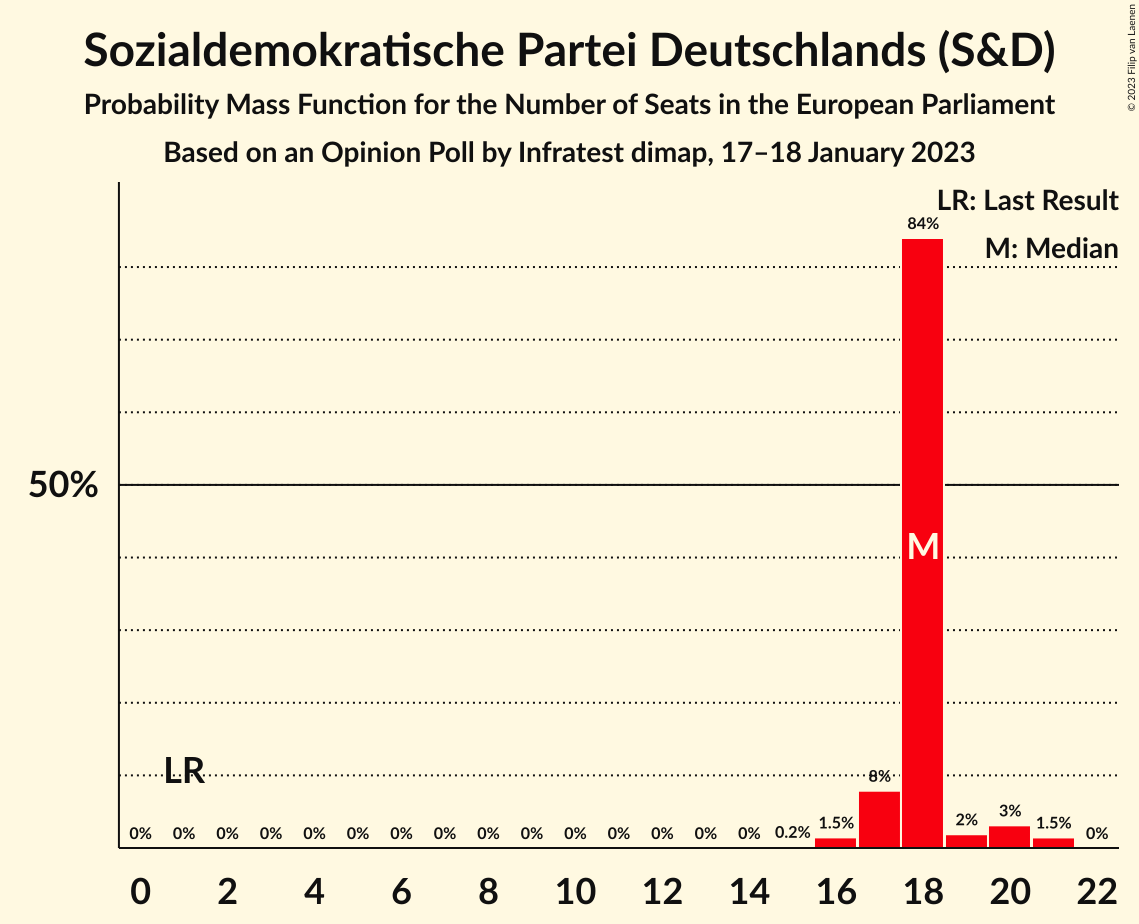 Sozialdemokratische Partei Deutschlands (S&D)
Probability Mass Function for the Number of Seats in the European Parliament
Based on an Opinion Poll by Infratest dimap, 17–18 January 2023
© 2023 Filip van Laenen
LR: Last Result
M: Median
84%
50%
M
LR
8%
0% 0% 0% 0% 0% 0% 0% 0% 0% 0% 0% 0% 0% 0% 0% 0.2% 1.5% 2% 3% 1.5% 0%
0 2 4 6 8 10 12 14 16 18 20 22